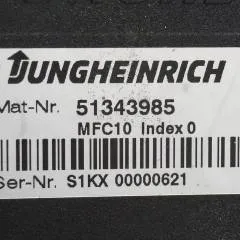 JUNGHEINRICH
Mat-Nr. 51343985
MFC10 Index 0
Ser-Nr. S1KX 00000621